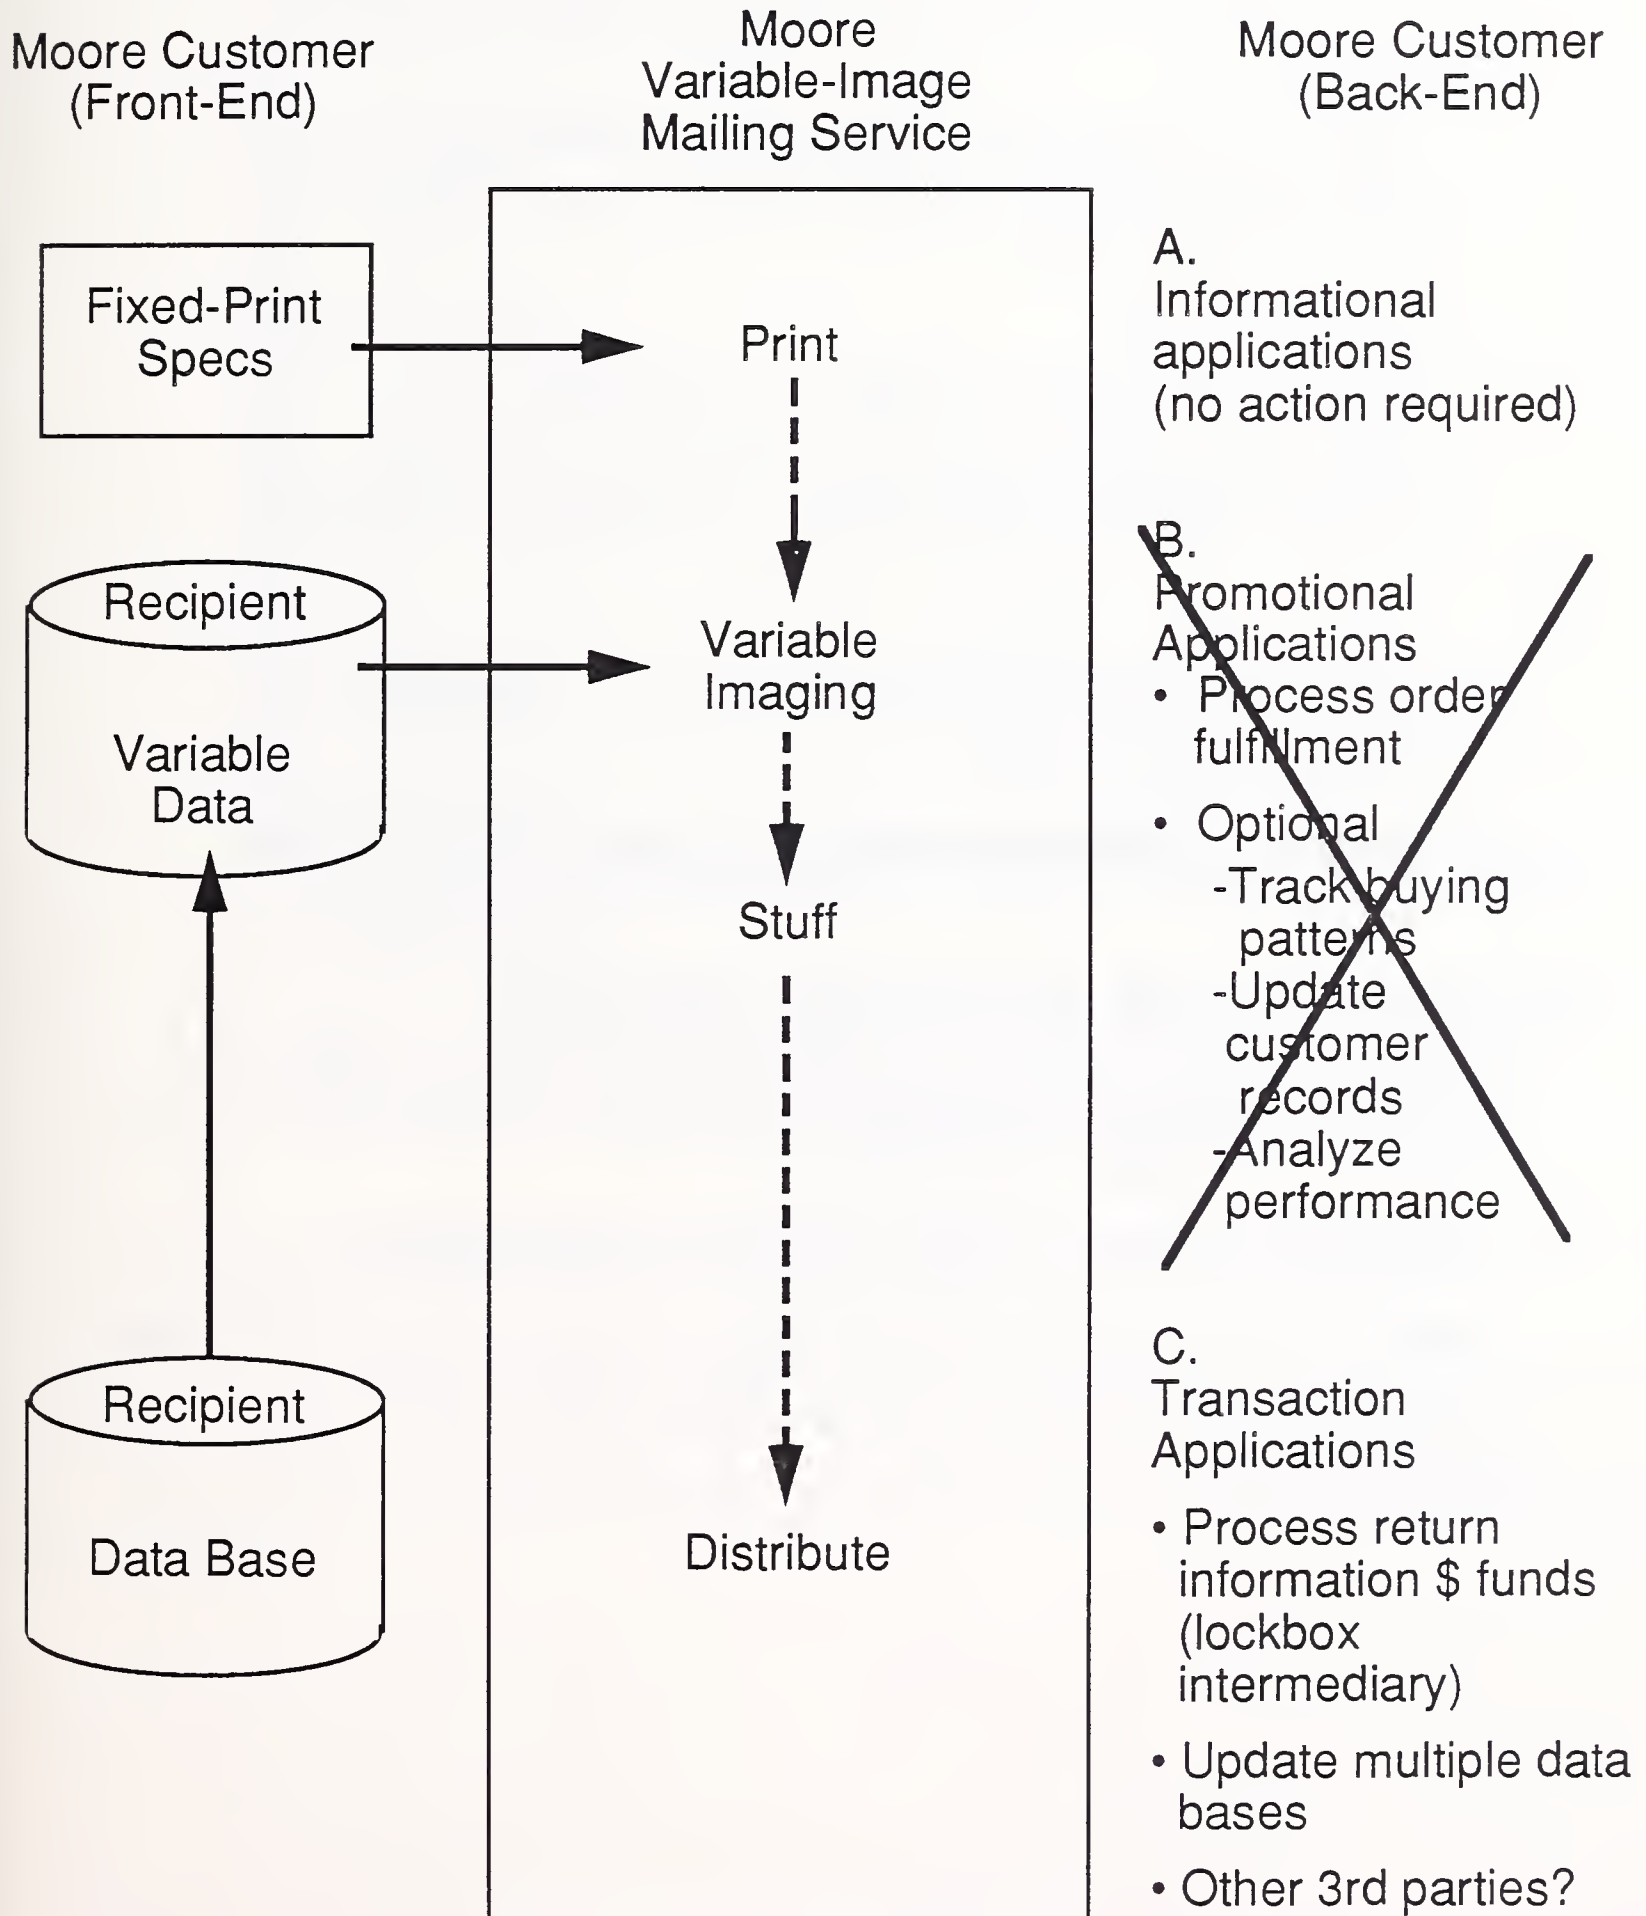 Moore Customer
(Front-End)
Moore
Variable-Image
Mailing Service
Moore Customer
(Back-End)
Fixed-Print
Specs
Print
Recipient
Variable
Data
Variable
Imaging
Stuff
Recipient
Data Base
Distribute
A.
Informational
applications
(no action required)
B.
Promotional
Applications
• Process order
fulfillment
• Optional
-Track buying
patterns
-Update
customer
records
-Analyze
performance
C.
Transaction
Applications
• Process return
information $ funds
(lockbox
intermediary)
• Update multiple data
bases
• Other 3rd parties?